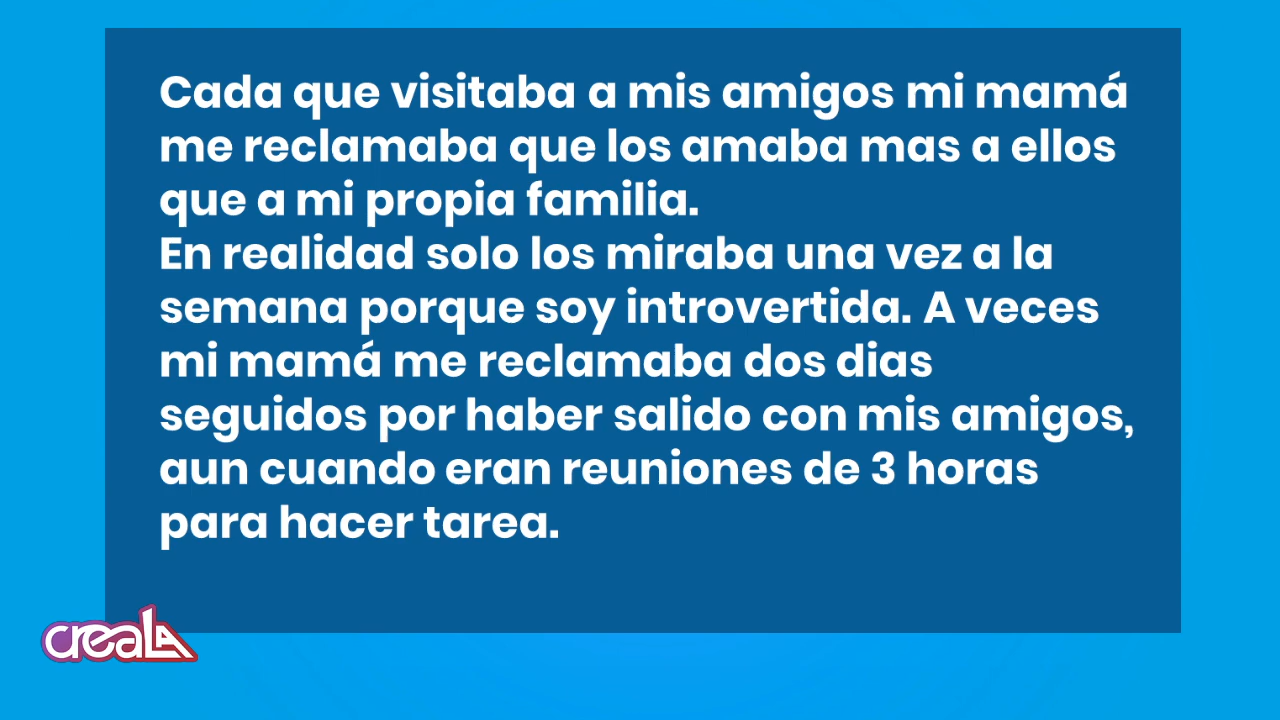 Cada que visitaba a mis amigos mi mamá
me reclamaba que los amaba mas a ellos
que a mi propia familia.
En realidad solo los miraba una vez a la
semana porque soy introvertida. A veces
mi mamá me reclamaba dos dias
seguidos por haber salido con mis amigos,
aun cuando eran reuniones de 3 horas
para hacer tarea.
creaLA